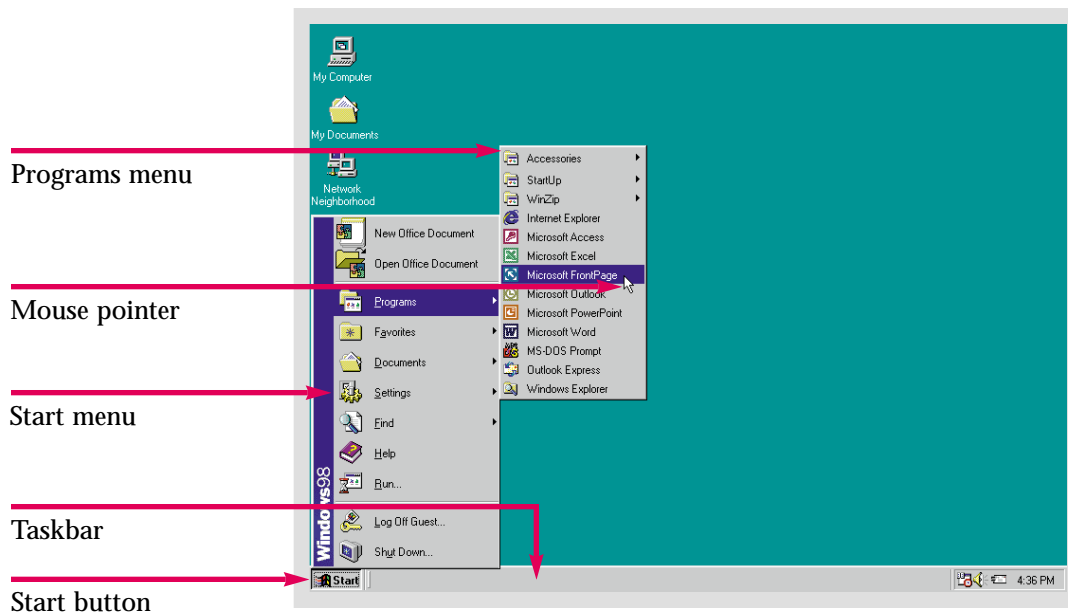 My Computer
My Documents
Programs menu
Network
Neighborhood
Accessories
StartUp
WinZip
Internet Explorer
Microsoft Access
Microsoft Excel
Microsoft FrontPage
Microsoft Outlook
Microsoft PowerPoint
Microsoft Word
MS-DOS Prompt
Outlook Express
Windows Explorer
New Office Document
Open Office Document
Programs
Favorites
Documents
Settings
Find
Help
Run...
Log Off Guest...
Shut Down...
Windows98
Mouse pointer
Start menu
Taskbar
Start button
Start
4:36 PM